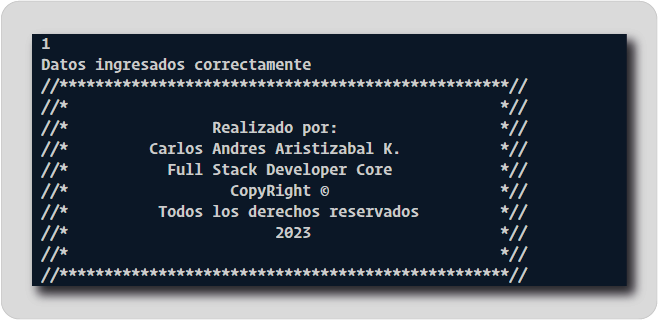 1
Datos ingresados correctamente
//**************************************************//
//*                                                *//
//*                Realizado por:                  *//
//*         Carlos Andres Aristizabal K.           *//
//*           Full Stack Developer Core            *//
//*                  CopyRight ©                   *//
//*          Todos los derechos reservados         *//
//*                       2023                     *//
//*                                                *//
//**************************************************//